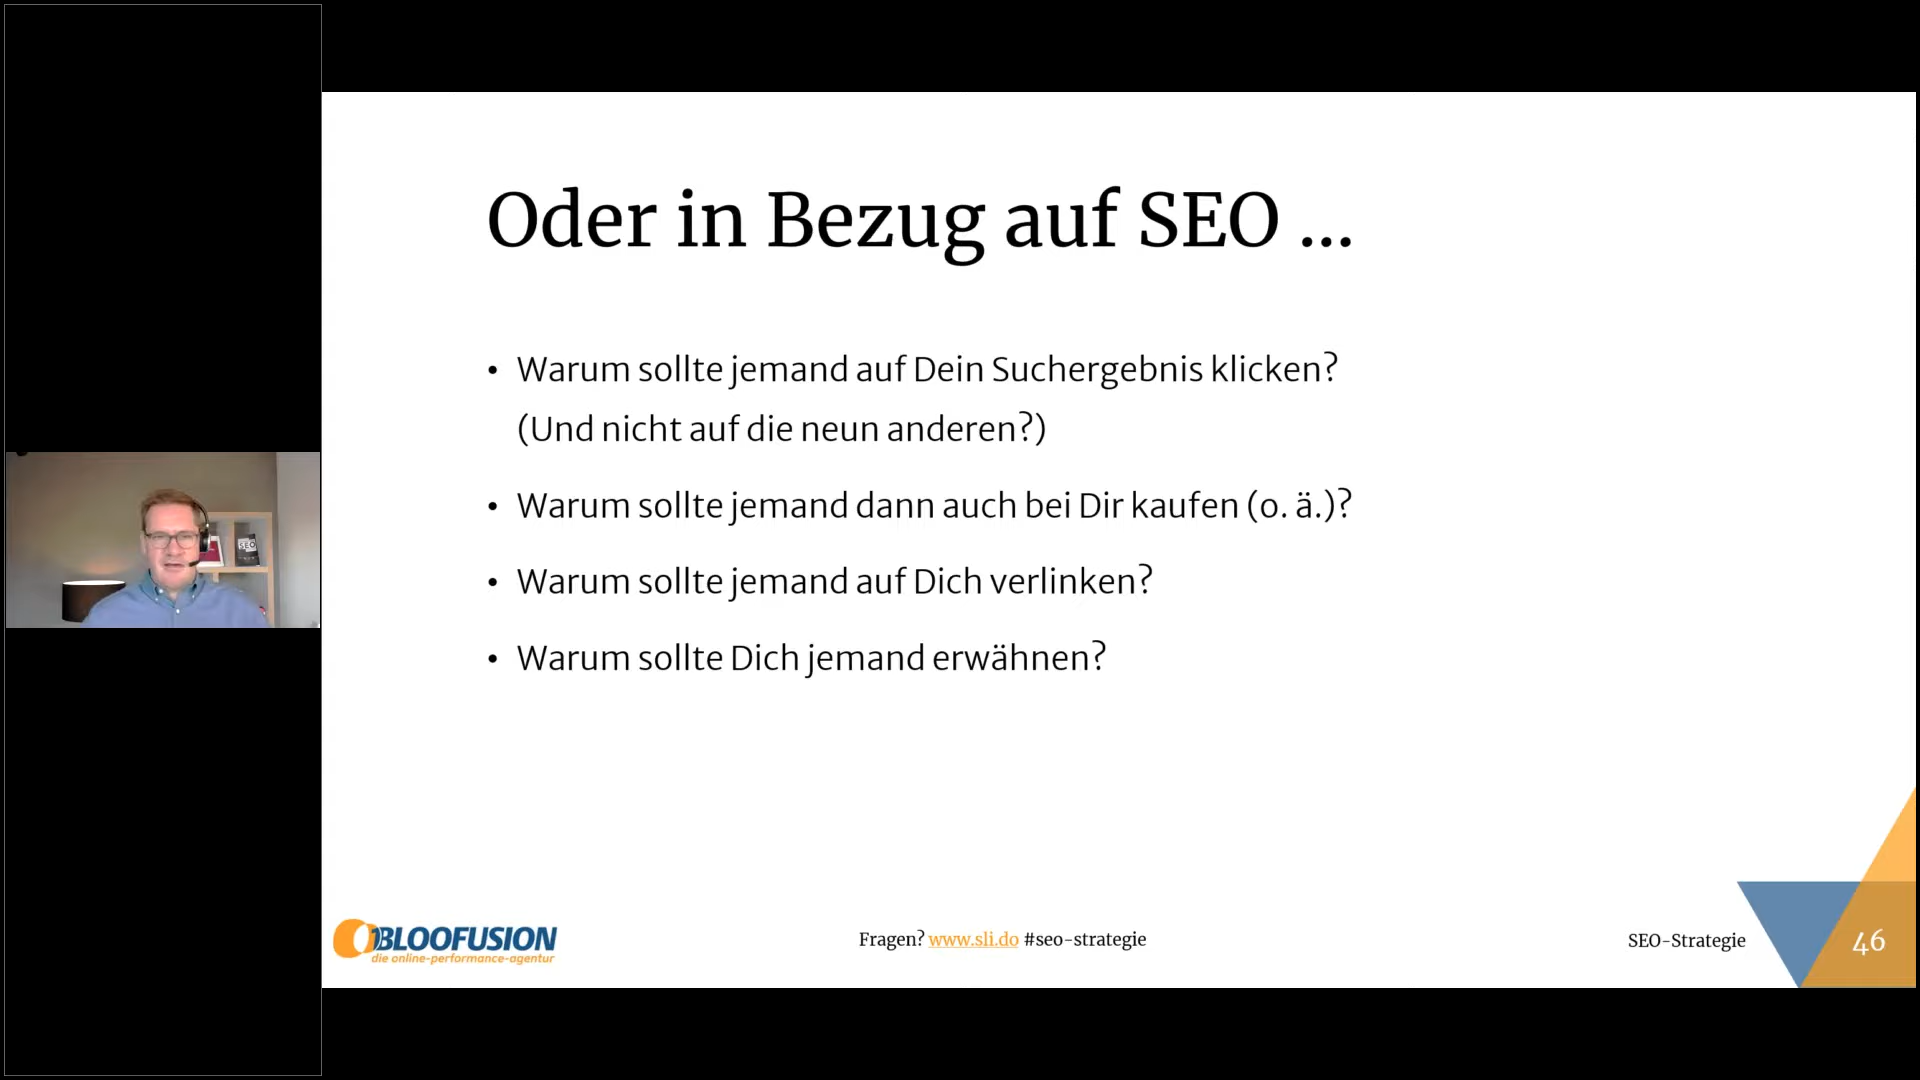 Oder in Bezug auf SEO ...
• Warum sollte jemand auf Dein Suchergebnis klicken?
(Und nicht auf die neun anderen?)
• Warum sollte jemand dann auch bei Dir kaufen (o. ä.)?
• Warum sollte jemand auf Dich verlinken?
• Warum sollte Dich jemand erwähnen?
SEO
BLOOFUSION
die online-performance-agentur
Fragen? www.sli.do #seo-strategie
SEO-Strategie
46